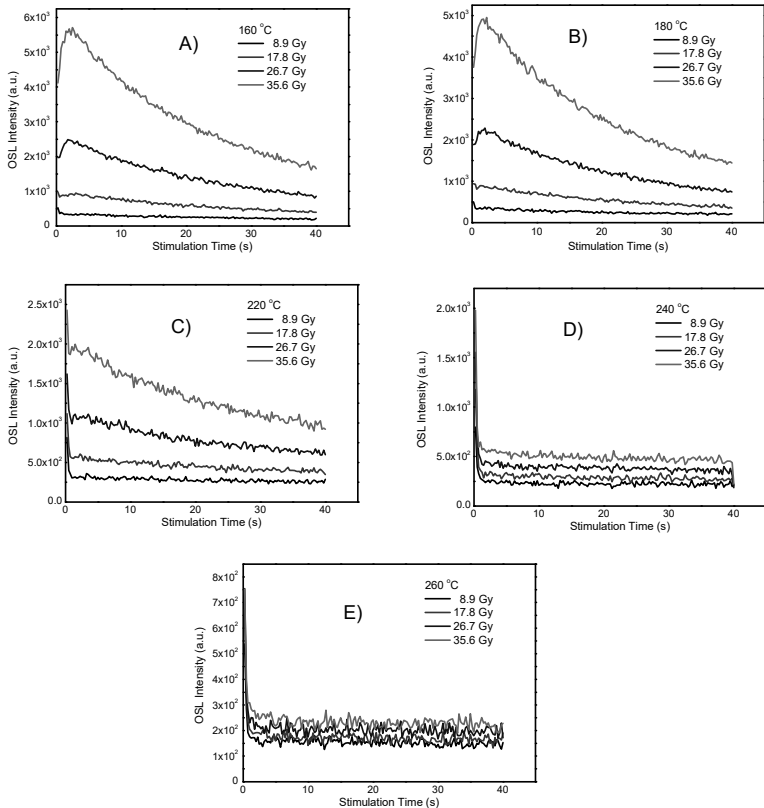 A)
160 °C
8.9 Gy
17.8 Gy
26.7 Gy
35.6 Gy
OSL Intensity (a.u.)
6x10³
5x10³
4x10³
3x10³
2x10³
1x10³
0
0 10 20 30 40
Stimulation Time (s)
B)
180 °C
8.9 Gy
17.8 Gy
26.7 Gy
35.6 Gy
OSL Intensity (a.u.)
5x10³
4x10³
3x10³
2x10³
1x10³
0
0 10 20 30 40
Stimulation Time (s)
C)
220 °C
8.9 Gy
17.8 Gy
26.7 Gy
35.6 Gy
OSL Intensity (a.u.)
2.5x10³
2.0x10³
1.5x10³
1.0x10³
5.0x10²
0.0
0 10 20 30 40
Stimulation Time (s)
D)
240 °C
8.9 Gy
17.8 Gy
26.7 Gy
35.6 Gy
OSL Intensity (a.u.)
2.0x10³
1.5x10³
1.0x10³
5.0x10²
0.0
0 10 20 30 40
Stimulation Time (s)
E)
260 °C
8.9 Gy
17.8 Gy
26.7 Gy
35.6 Gy
OSL Intensity (a.u.)
8x10²
7x10²
6x10²
5x10²
4x10²
3x10²
2x10²
1x10²
0
0 10 20 30 40
Stimulation Time (s)